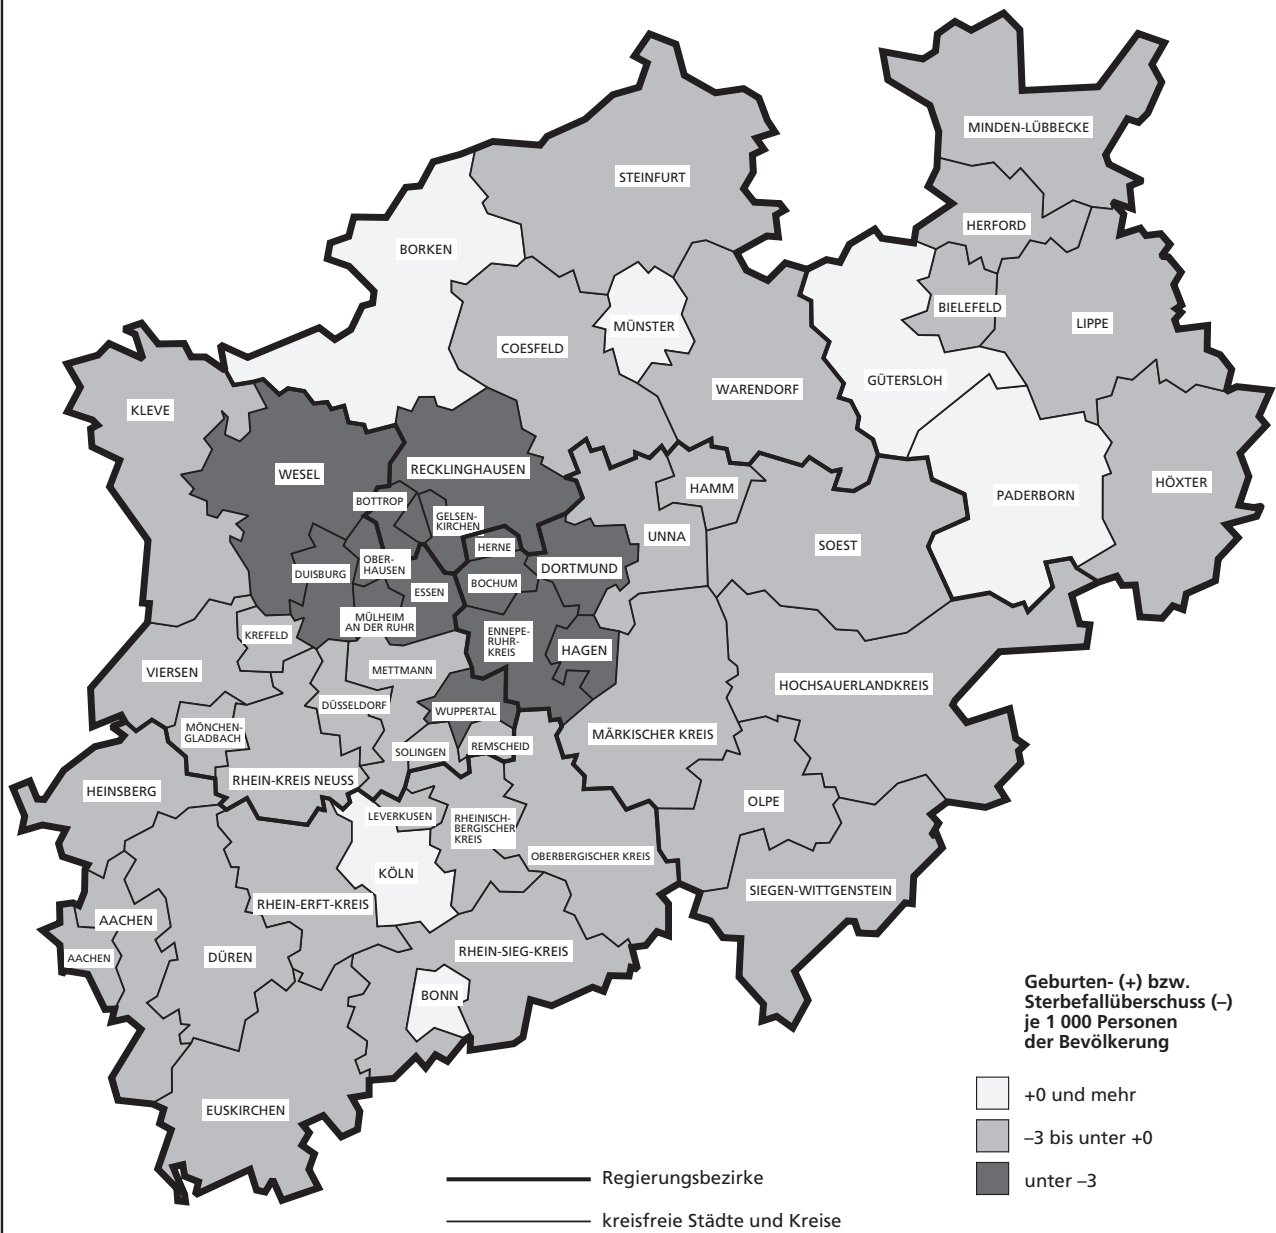 MINDEN-LÜBBECKE
STEINFURT
HERFORD
BORKEN
BIELEFELD
MÜNSTER
LIPPE
COESFELD
GÜTERSLOH
WARENDORF
KLEVE
RECKLINGHAUSEN
WESEL
HÖXTER
HAMM
PADERBORN
BOTTROP
GELSEN-
KIRCHEN
UNNA
SOEST
HERNE
OBER-
HAUSEN
DORTMUND
DUISBURG
BOCHUM
ESSEN
MÜLHEIM
AN DER RUHR
KREFELD
ENNEPE-
RUHR-
KREIS
HAGEN
METTMANN
VIERSEN
HOCHSAUERLANDKREIS
DÜSSELDORF
WUPPERTAL
MÖNCHEN-
GLADBACH
MÄRKISCHER KREIS
REMSCHEID
SOLINGEN
RHEIN-KREIS NEUSS
HEINSBERG
OLPE
LEVERKUSEN
RHEINISCH-
BERGISCHER
KREIS
OBERBERGISCHER KREIS
KÖLN
SIEGEN-WITTGENSTEIN
RHEIN-ERFT-KREIS
AACHEN
RHEIN-SIEG-KREIS
AACHEN
DÜREN
BONN
EUSKIRCHEN
Geburten- (+) bzw.
Sterbefallüberschuss (–)
je 1 000 Personen
der Bevölkerung
+0 und mehr
–3 bis unter +0
unter –3
Regierungsbezirke
kreisfreie Städte und Kreise